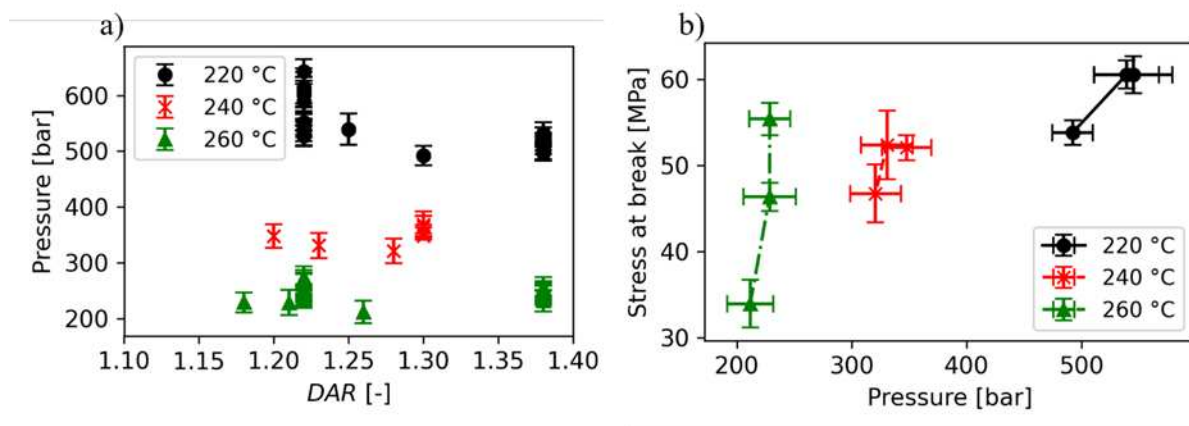 a)
220 °C
240 °C
260 °C
Pressure [bar]
600
500
400
300
200
1.10 1.15 1.20 1.25 1.30 1.35 1.40
DAR [-]
b)
Stress at break [MPa]
60
50
40
30
220 °C
240 °C
260 °C
200 300 400 500
Pressure [bar]